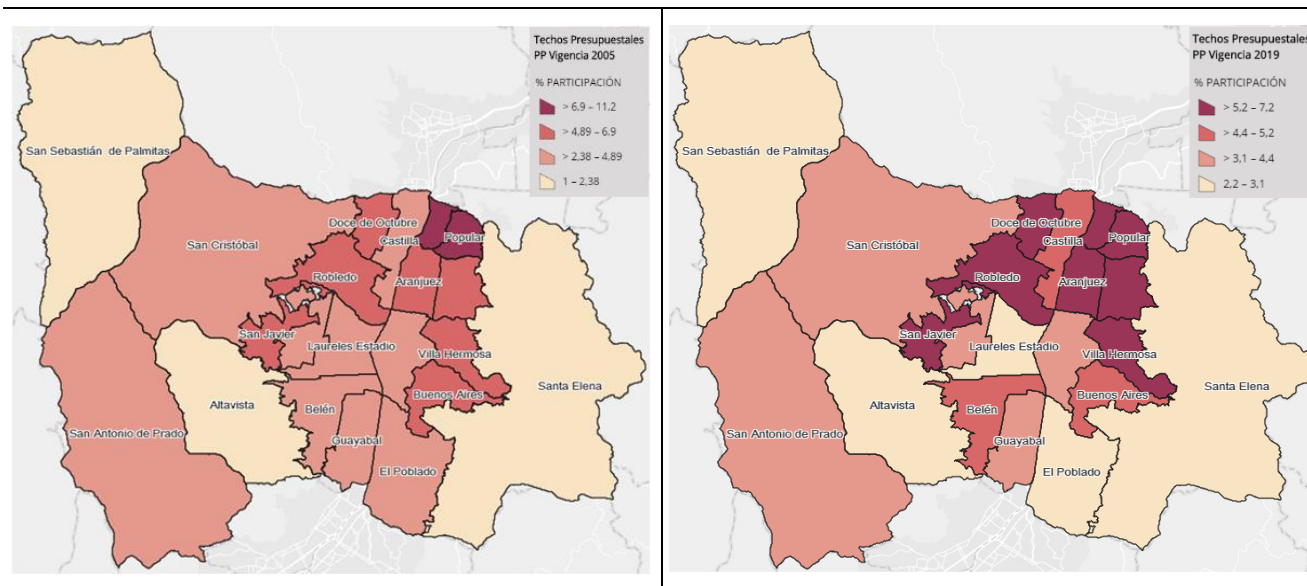 Techos Presupuestales
PP Vigencia 2005
% PARTICIPACIÓN
> 6.9 – 11.2
> 4,89 – 6.9
> 2,38 – 4.89
1 – 2,38
San Sebastián de Palmitas
San Cristóbal
Doce de Octubre
Castilla
Popular
Robledo
Aranjuez
San Javier
Laureles Estádio
Villa Hermosa
Santa Elena
Altavista
Belén
Buenos Aires
San Antonio de Prado
Guayabal
El Poblado
Techos Presupuestales
PP Vigencia 2019
% PARTICIPACIÓN
> 5,2 – 7.2
> 4,4 – 5,2
> 3,1 – 4,4
2,2 – 3,1
San Sebastián de Palmitas
San Cristóbal
Doce de Octubre
Castilla
Popular
Robledo
Aranjuez
San Javier
Laureles Estádio
Villa Hermosa
Santa Elena
Altavista
Belén
Buenos Aires
San Antonio de Prado
Guayabal
El Poblado